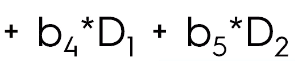 + b₄*D₁ + b₅*D₂